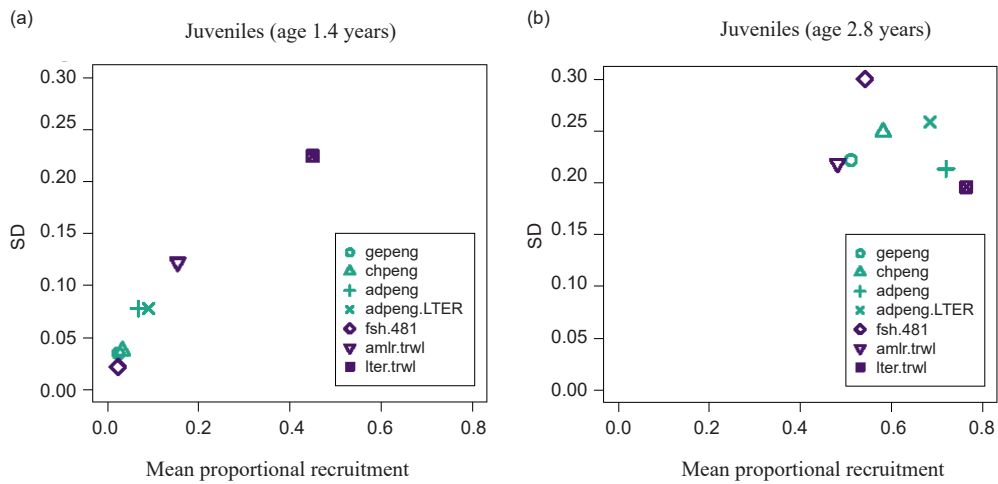 (a)
Juveniles (age 1.4 years)
0.30
0.25
0.20
0.15
0.10
0.05
0.00
SD
gepeng
chpeng
adpeng
adpeng.LTER
fsh.481
amlr.trwl
lter.trwl
0.0 0.2 0.4 0.6 0.8
Mean proportional recruitment
(b)
Juveniles (age 2.8 years)
0.30
0.25
0.20
0.15
0.10
0.05
0.00
SD
gepeng
chpeng
adpeng
adpeng.LTER
fsh.481
amlr.trwl
lter.trwl
0.0 0.2 0.4 0.6 0.8
Mean proportional recruitment